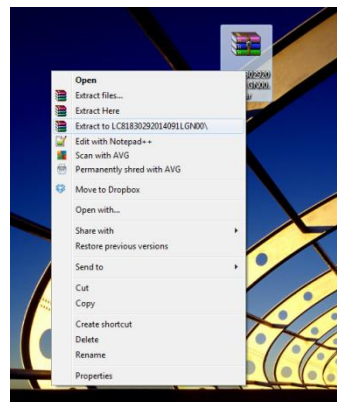 Open
Extract files...
Extract Here
Extract to LC81830292014091LGN00\
Edit with Notepad++
Scan with AVG
Permanently shred with AVG
Move to Dropbox
Open with...
Share with
Restore previous versions
Send to
Cut
Copy
Create shortcut
Delete
Rename
Properties